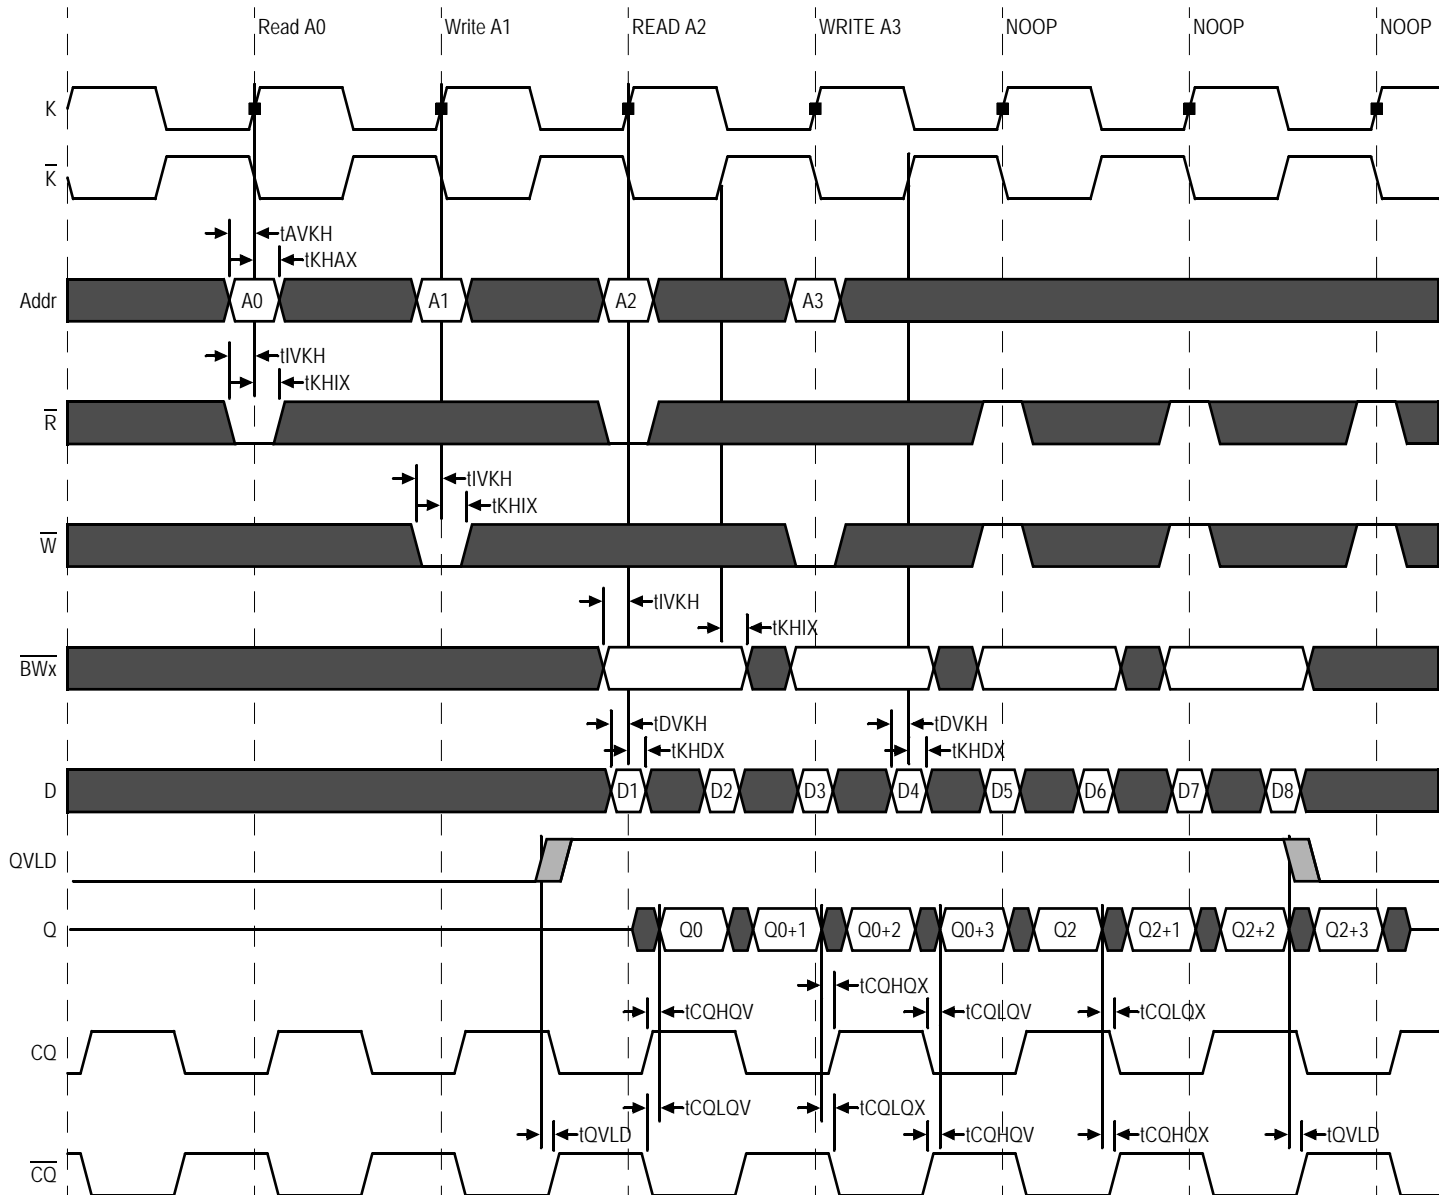 Read A0 Write A1 READ A2 WRITE A3 NOOP NOOP NOOP
K
K
tAVKH
tKHAX
Addr A0 A1 A2 A3
tIVKH
tKHIX
R
tIVKH
tKHIX
W
tIVKH
tKHIX
BWx
tDVKH tDVKH
tKHDX tKHDX
D D1 D2 D3 D4 D5 D6 D7 D8
QVLD
Q Q0 Q0+1 Q0+2 Q0+3 Q2 Q2+1 Q2+2 Q2+3
tCQHQX
tCQHQV tCQLQV tCQLQX
CQ
tCQLQV tCQLQX
tQVLD tCQHQV tCQHQX tQVLD
CQ